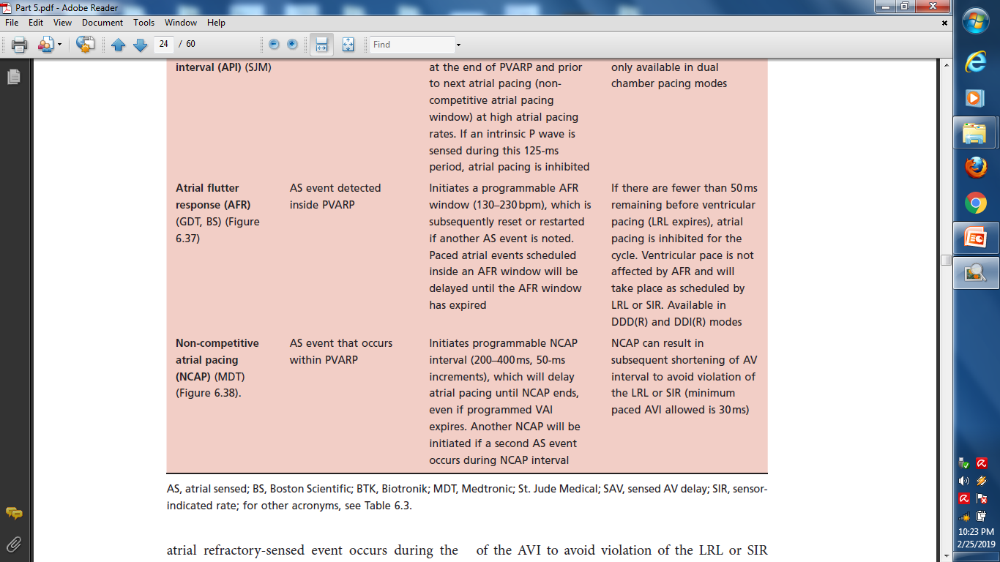 Part 5.pdf - Adobe Reader
File Edit View Document Tools Window Help
24 / 60
Find
interval (API) (SJM)
at the end of PVARP and prior
to next atrial pacing (non-
competitive atrial pacing
window) at high atrial pacing
rates. If an intrinsic P wave is
sensed during this 125-ms
period, atrial pacing is inhibited
only available in dual
chamber pacing modes
Atrial flutter
response (AFR)
(GDT, BS) (Figure
6.37)
AS event detected
inside PVARP
Initiates a programmable AFR
window (130–230 bpm), which is
subsequently reset or restarted
if another AS event is noted.
Paced atrial events scheduled
inside an AFR window will be
delayed until the AFR window
has expired
If there are fewer than 50 ms
remaining before ventricular
pacing (LRL expires), atrial
pacing is inhibited for the
cycle. Ventricular pace is not
affected by AFR and will
take place as scheduled by
LRL or SIR. Available in
DDD(R) and DDI(R) modes
Non-competitive
atrial pacing
(NCAP) (MDT)
(Figure 6.38).
AS event that occurs
within PVARP
Initiates programmable NCAP
interval (200–400 ms, 50-ms
increments), which will delay
atrial pacing until NCAP ends,
even if programmed VAI
expires. Another NCAP will be
initiated if a second AS event
occurs during NCAP interval
NCAP can result in
subsequent shortening of AV
interval to avoid violation of
the LRL or SIR (minimum
paced AVI allowed is 30 ms)
AS, atrial sensed; BS, Boston Scientific; BTK, Biotronik; MDT, Medtronic; St. Jude Medical; SAV, sensed AV delay; SIR, sensor-
indicated rate; for other acronyms, see Table 6.3.
atrial refractory-sensed event occurs during the
of the AVI to avoid violation of the LRL or SIR
10:23 PM
2/25/2019